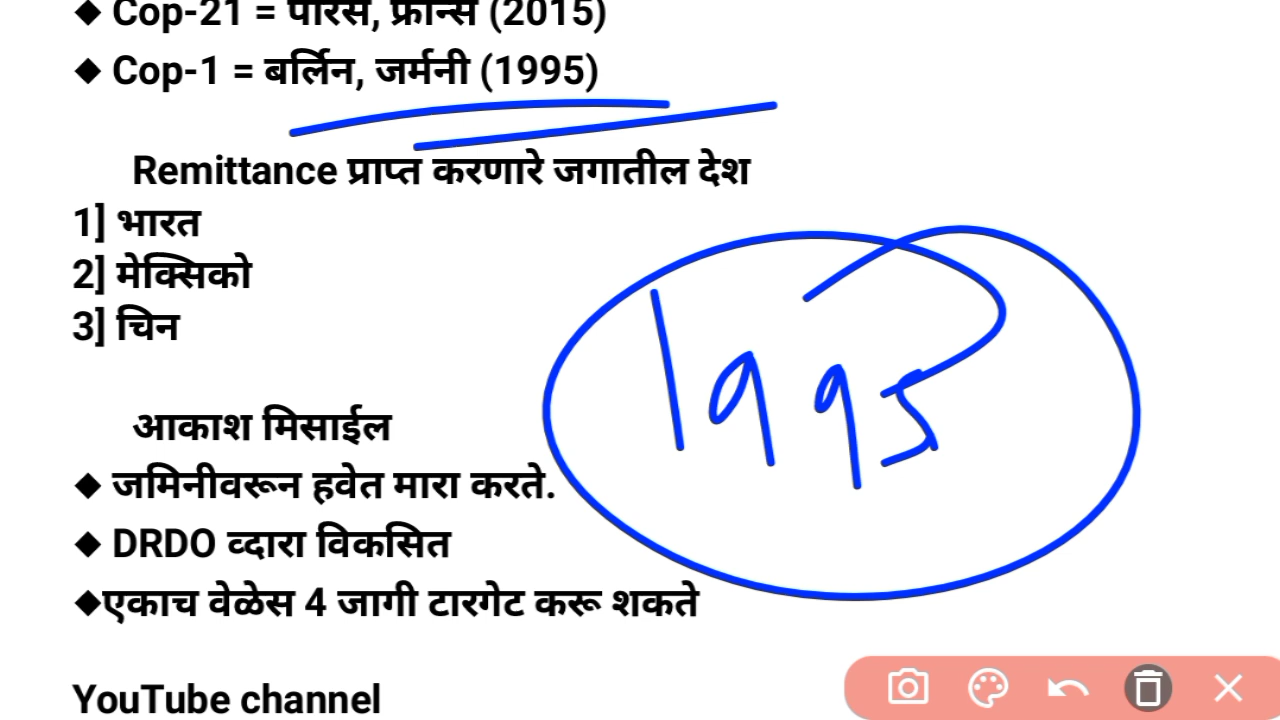 ◆ Cop-21 = पॅरिस, फ्रान्स (2015)
◆ Cop-1 = बर्लिन, जर्मनी (1995)
Remittance प्राप्त करणारे जगातील देश
1] भारत
2] मेक्सिको
3] चिन
1995
आकाश मिसाईल
◆ जमिनीवरून हवेत मारा करते.
◆ DRDO व्दारा विकसित
◆एकाच वेळेस 4 जागी टारगेट करू शकते
YouTube channel